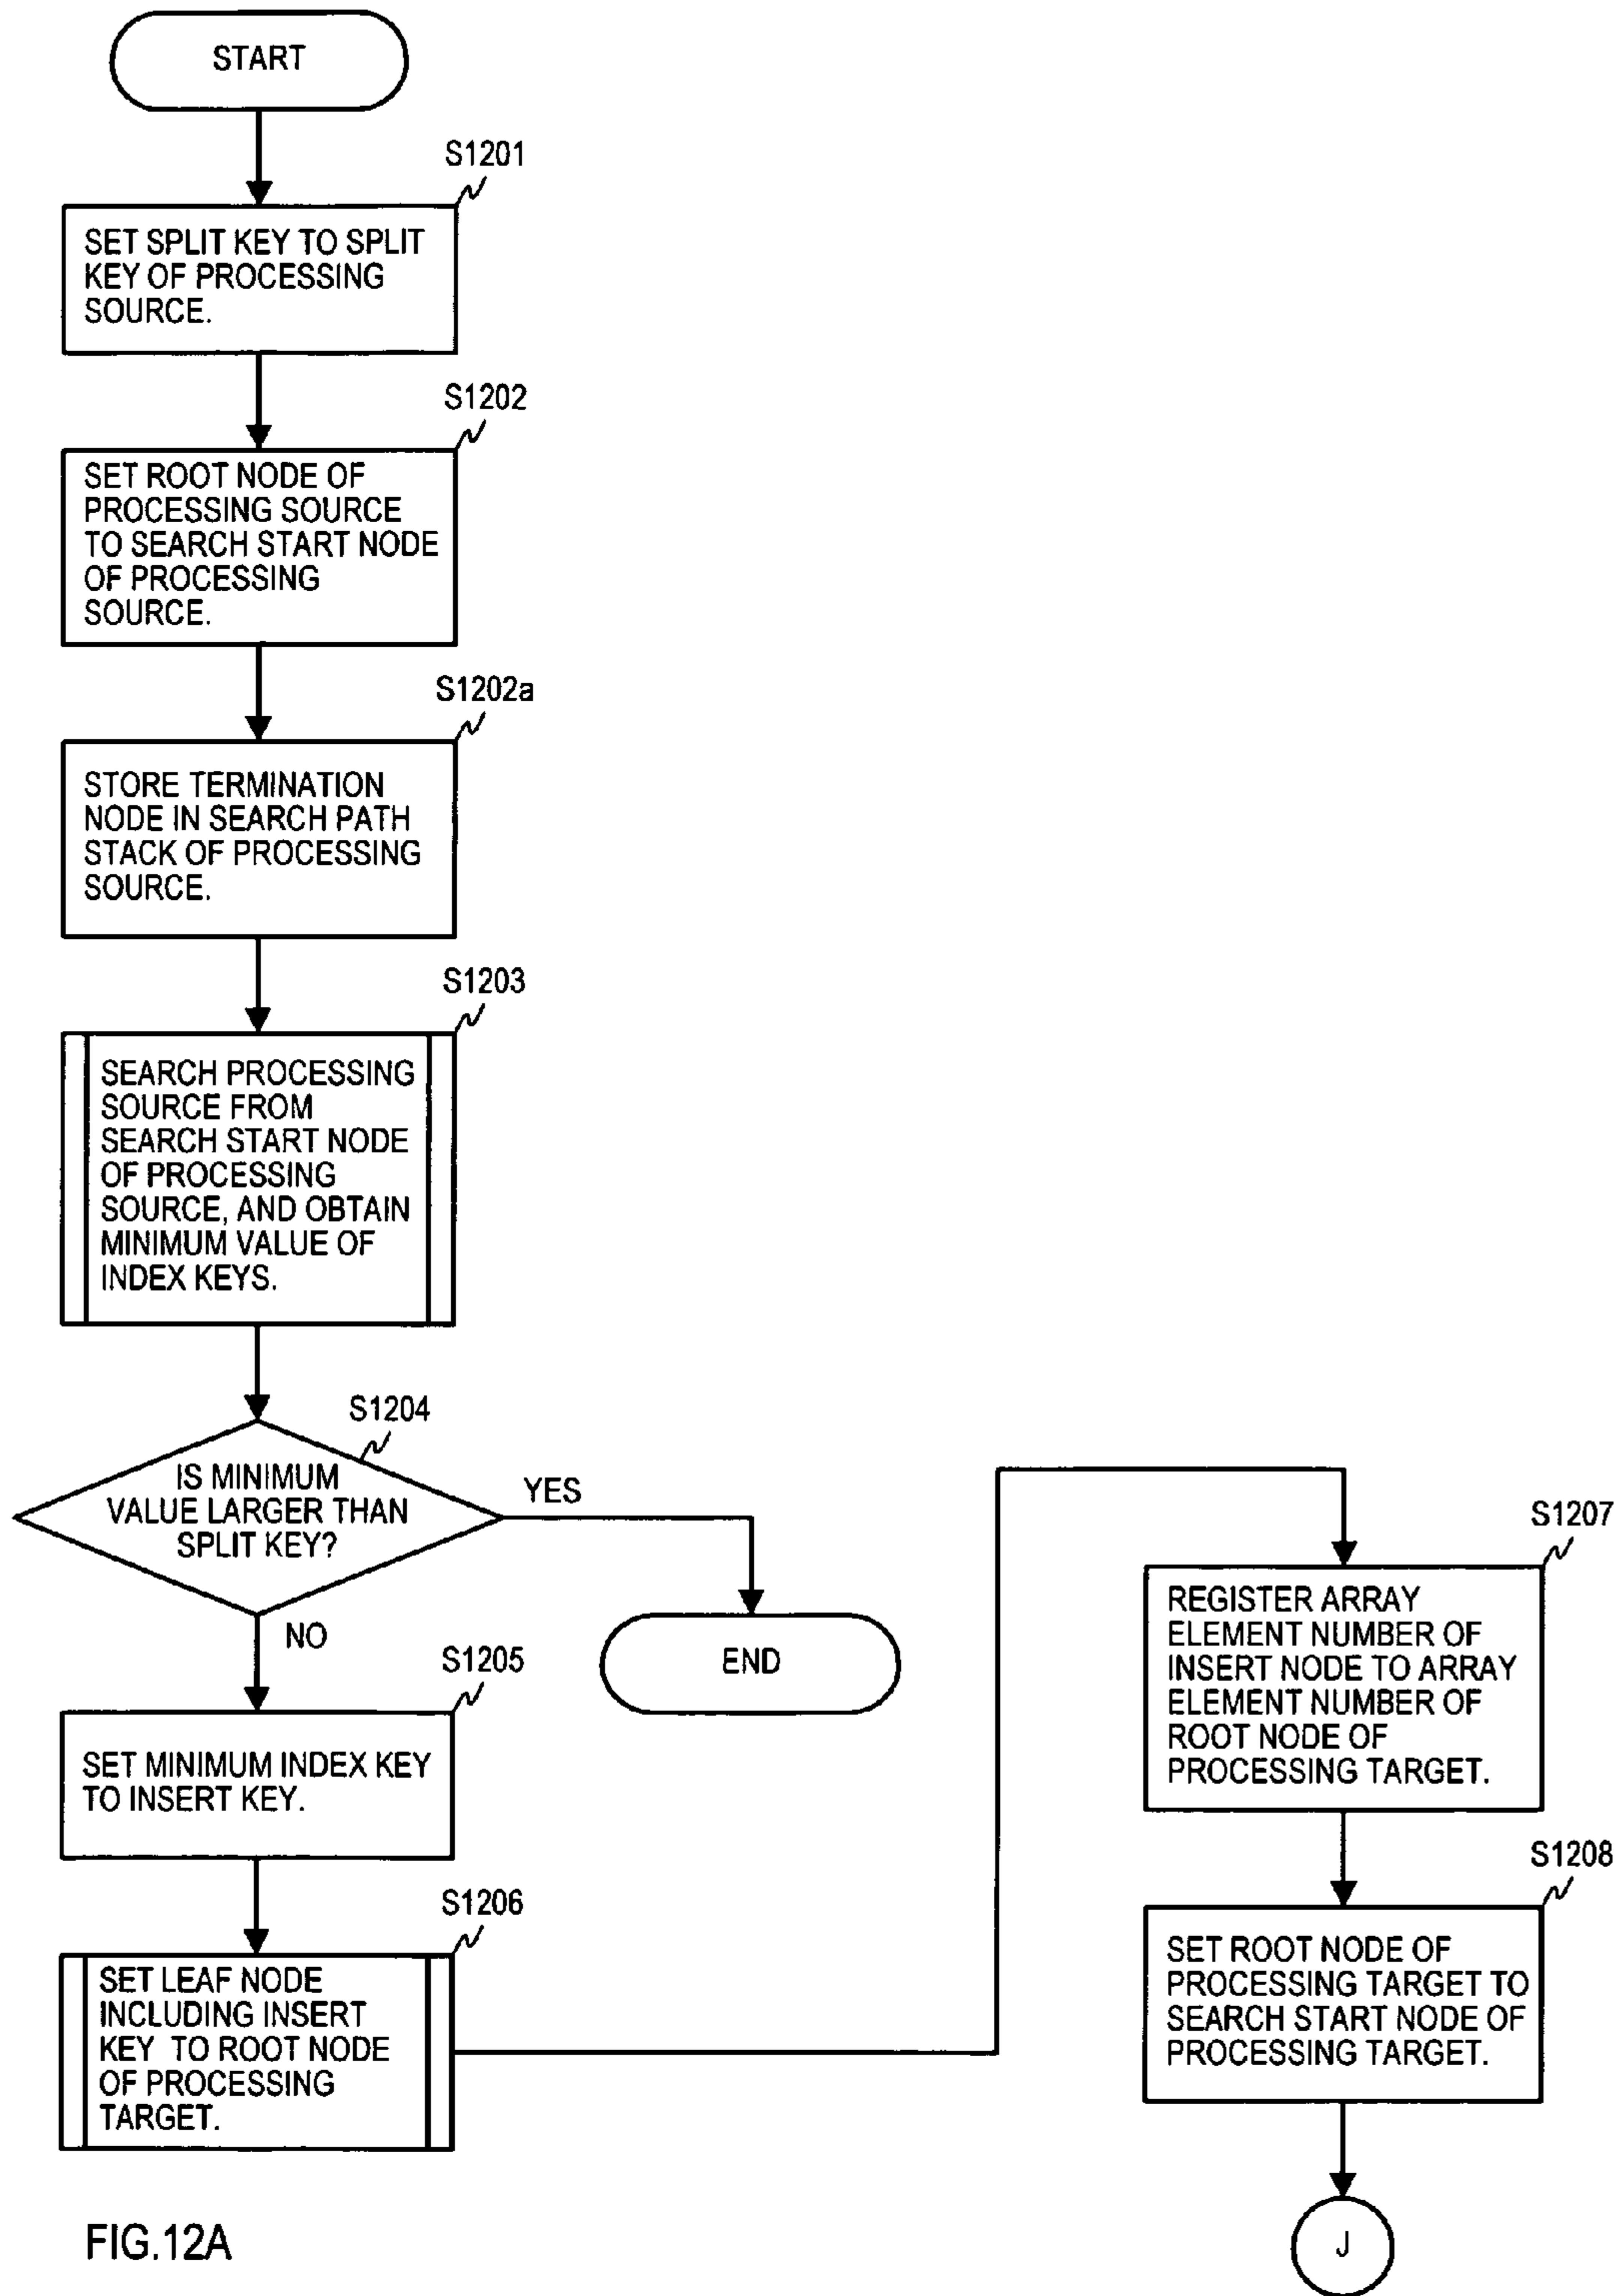 START
S1201
SET SPLIT KEY TO SPLIT
KEY OF PROCESSING
SOURCE.
S1202
SET ROOT NODE OF
PROCESSING SOURCE
TO SEARCH START NODE
OF PROCESSING
SOURCE.
S1202a
STORE TERMINATION
NODE IN SEARCH PATH
STACK OF PROCESSING
SOURCE.
S1203
SEARCH PROCESSING
SOURCE FROM
SEARCH START NODE
OF PROCESSING
SOURCE, AND OBTAIN
MINIMUM VALUE OF
INDEX KEYS.
S1204
IS MINIMUM
VALUE LARGER THAN
SPLIT KEY?
YES
END
NO
S1205
SET MINIMUM INDEX KEY
TO INSERT KEY.
S1206
SET LEAF NODE
INCLUDING INSERT
KEY TO ROOT NODE
OF PROCESSING
TARGET.
S1207
REGISTER ARRAY
ELEMENT NUMBER OF
INSERT NODE TO ARRAY
ELEMENT NUMBER OF
ROOT NODE OF
PROCESSING TARGET.
S1208
SET ROOT NODE OF
PROCESSING TARGET TO
SEARCH START NODE OF
PROCESSING TARGET.
J
FIG.12A